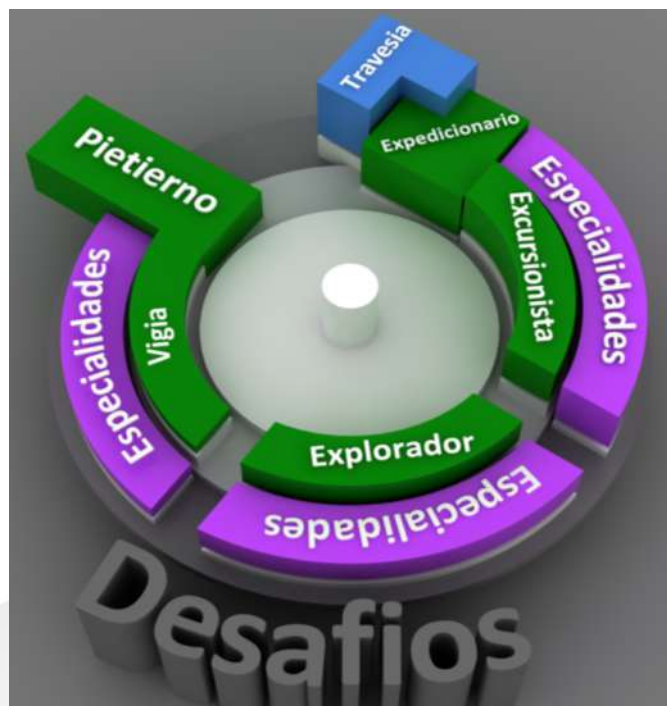 Travesia
Expedicionario
Pietierno
Especialidades
Excursionista
Especialidades
Vigia
Explorador
Especialidades
Desafios